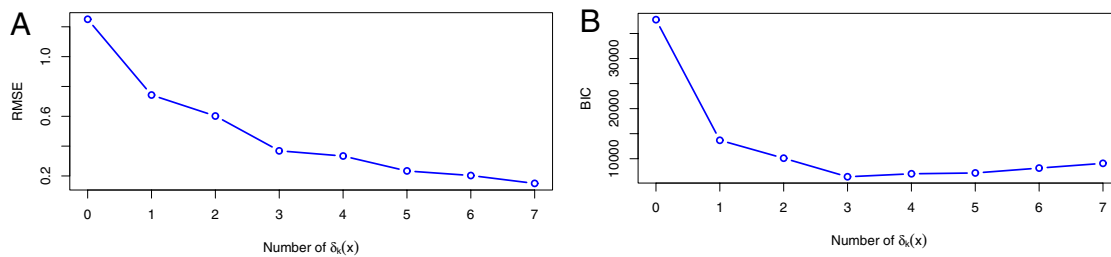 A
RMSE
1.0
0.6
0.2
0 1 2 3 4 5 6 7
Number of δₖ(x)
B
BIC
30000
20000
10000
0 1 2 3 4 5 6 7
Number of δₖ(x)